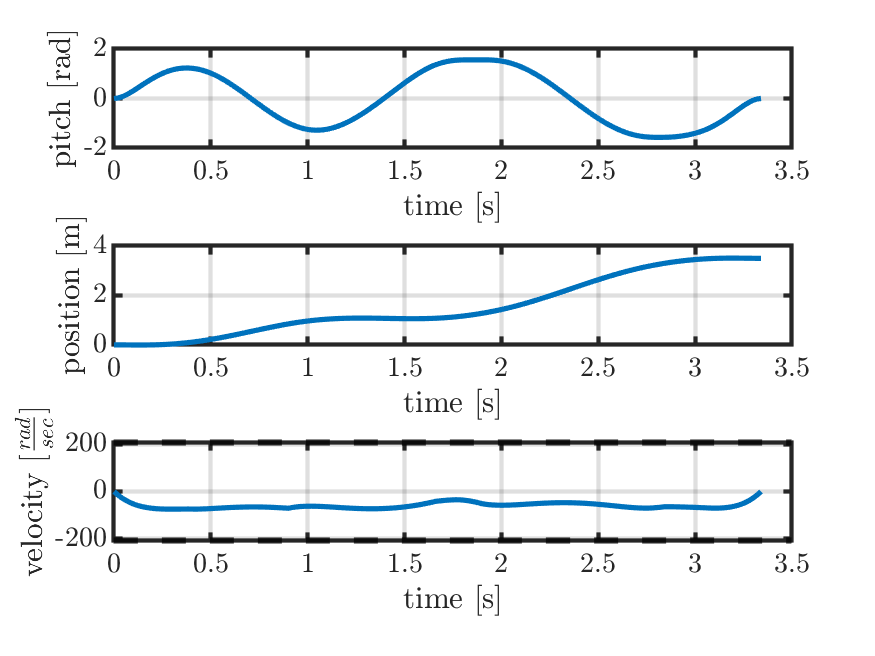 pitch [rad]
2
0
-2
0 0.5 1 1.5 2 2.5 3 3.5
time [s]
position [m]
4
2
0
0 0.5 1 1.5 2 2.5 3 3.5
time [s]
velocity [rad/sec]
200
0
-200
0 0.5 1 1.5 2 2.5 3 3.5
time [s]